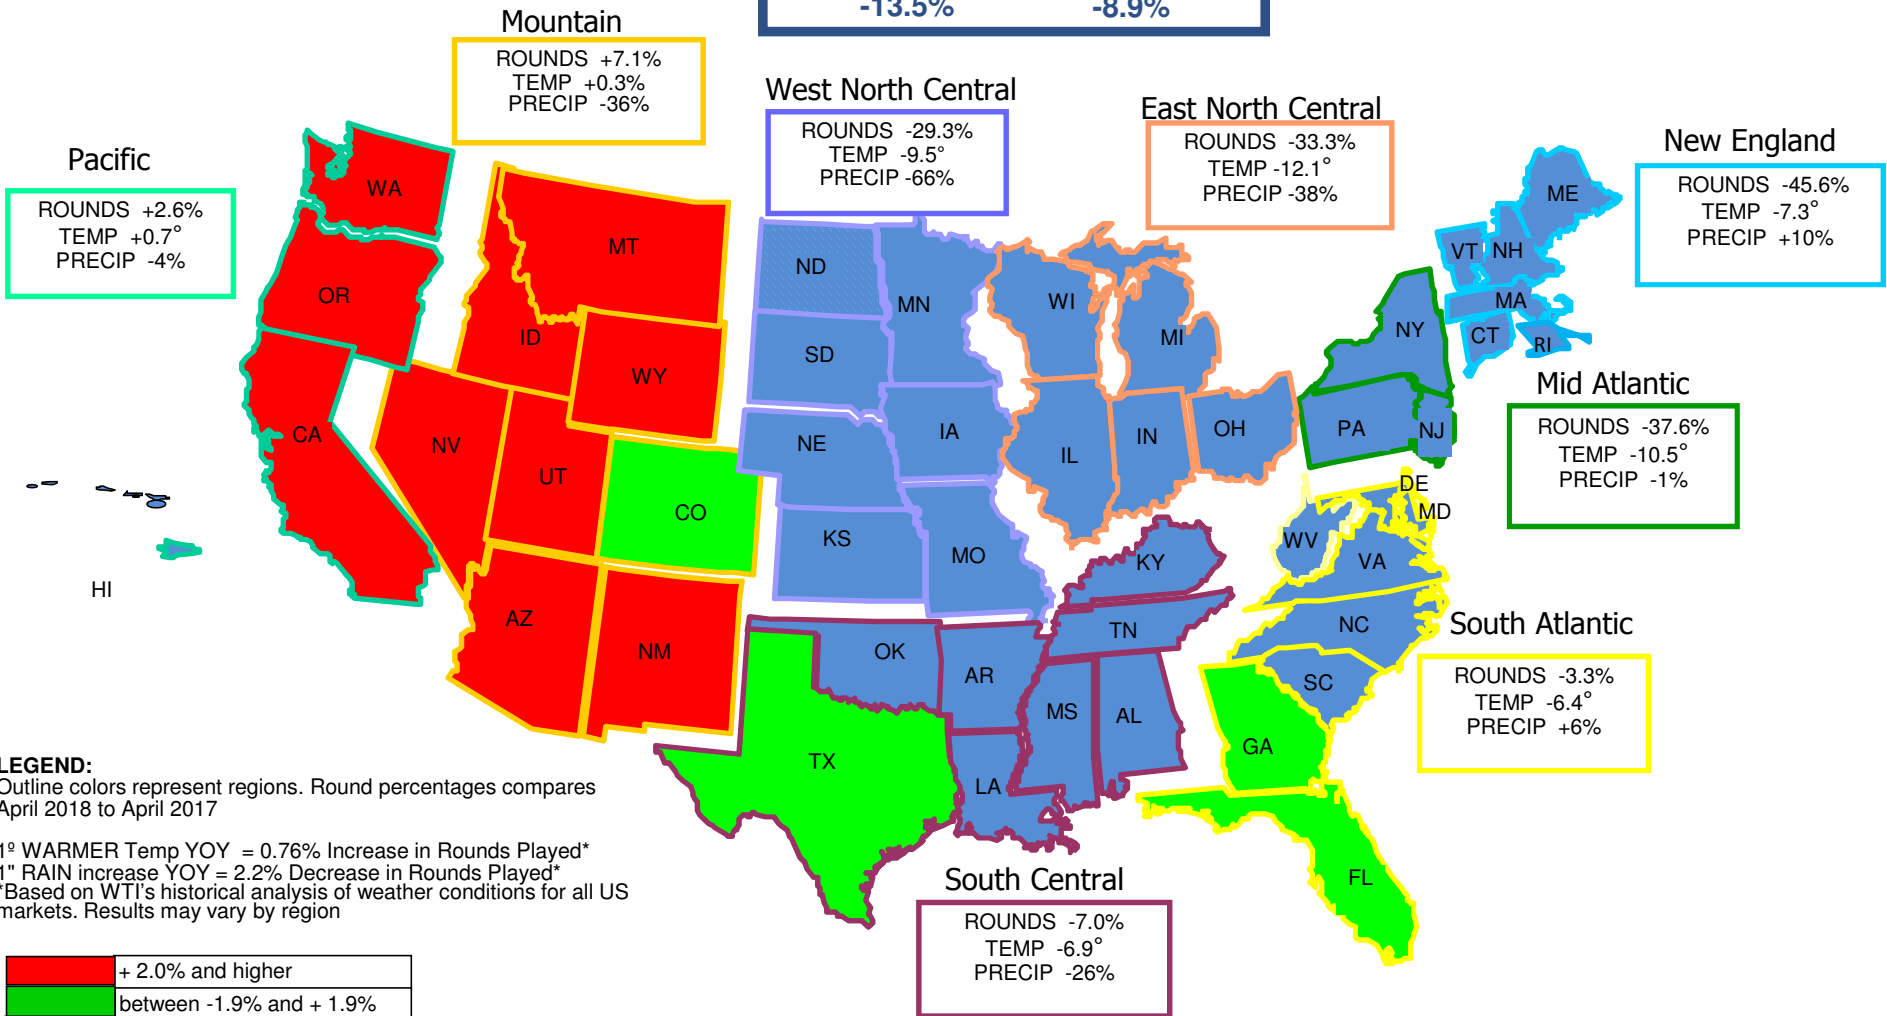 -13.5% -8.9%
Mountain
ROUNDS +7.1%
TEMP +0.3%
PRECIP -36%
West North Central
ROUNDS -29.3%
TEMP -9.5°
PRECIP -66%
East North Central
ROUNDS -33.3%
TEMP -12.1°
PRECIP -38%
New England
ROUNDS -45.6%
TEMP -7.3°
PRECIP +10%
Pacific
ROUNDS +2.6%
TEMP +0.7°
PRECIP -4%
Mid Atlantic
ROUNDS -37.6%
TEMP -10.5°
PRECIP -1%
South Atlantic
ROUNDS -3.3%
TEMP -6.4°
PRECIP +6%
South Central
ROUNDS -7.0%
TEMP -6.9°
PRECIP -26%
WA
OR
CA
HI
MT
ID
WY
NV
UT
CO
AZ
NM
ND
SD
NE
KS
MN
IA
MO
WI
MI
IL
IN
OH
KY
TN
OK
AR
TX
LA
MS
AL
ME
VT
NH
MA
CT
RI
NY
PA
NJ
DE
MD
WV
VA
NC
SC
GA
FL
LEGEND:
Outline colors represent regions. Round percentages compares
April 2018 to April 2017
1º WARMER Temp YOY = 0.76% Increase in Rounds Played*
1" RAIN increase YOY = 2.2% Decrease in Rounds Played*
*Based on WTI's historical analysis of weather conditions for all US
markets. Results may vary by region
+ 2.0% and higher
between -1.9% and + 1.9%